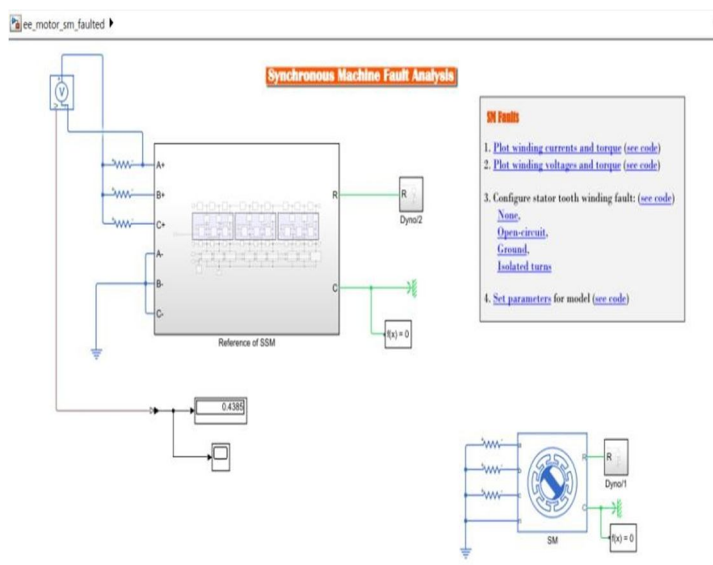 ee_motor_sm_faulted
Synchronous Machine Fault Analysis
V
A+
B+
C+
A-
B-
C-
R
C
R
Dyno/2
f(x) = 0
Reference of SSM
0.4385
SM Faults
1. Plot winding currents and torque (see code)
2. Plot winding voltages and torque (see code)
3. Configure stator tooth winding fault: (see code)
None,
Open-circuit,
Ground,
Isolated turns
4. Set parameters for model (see code)
R
C
R
Dyno/1
f(x) = 0
SM